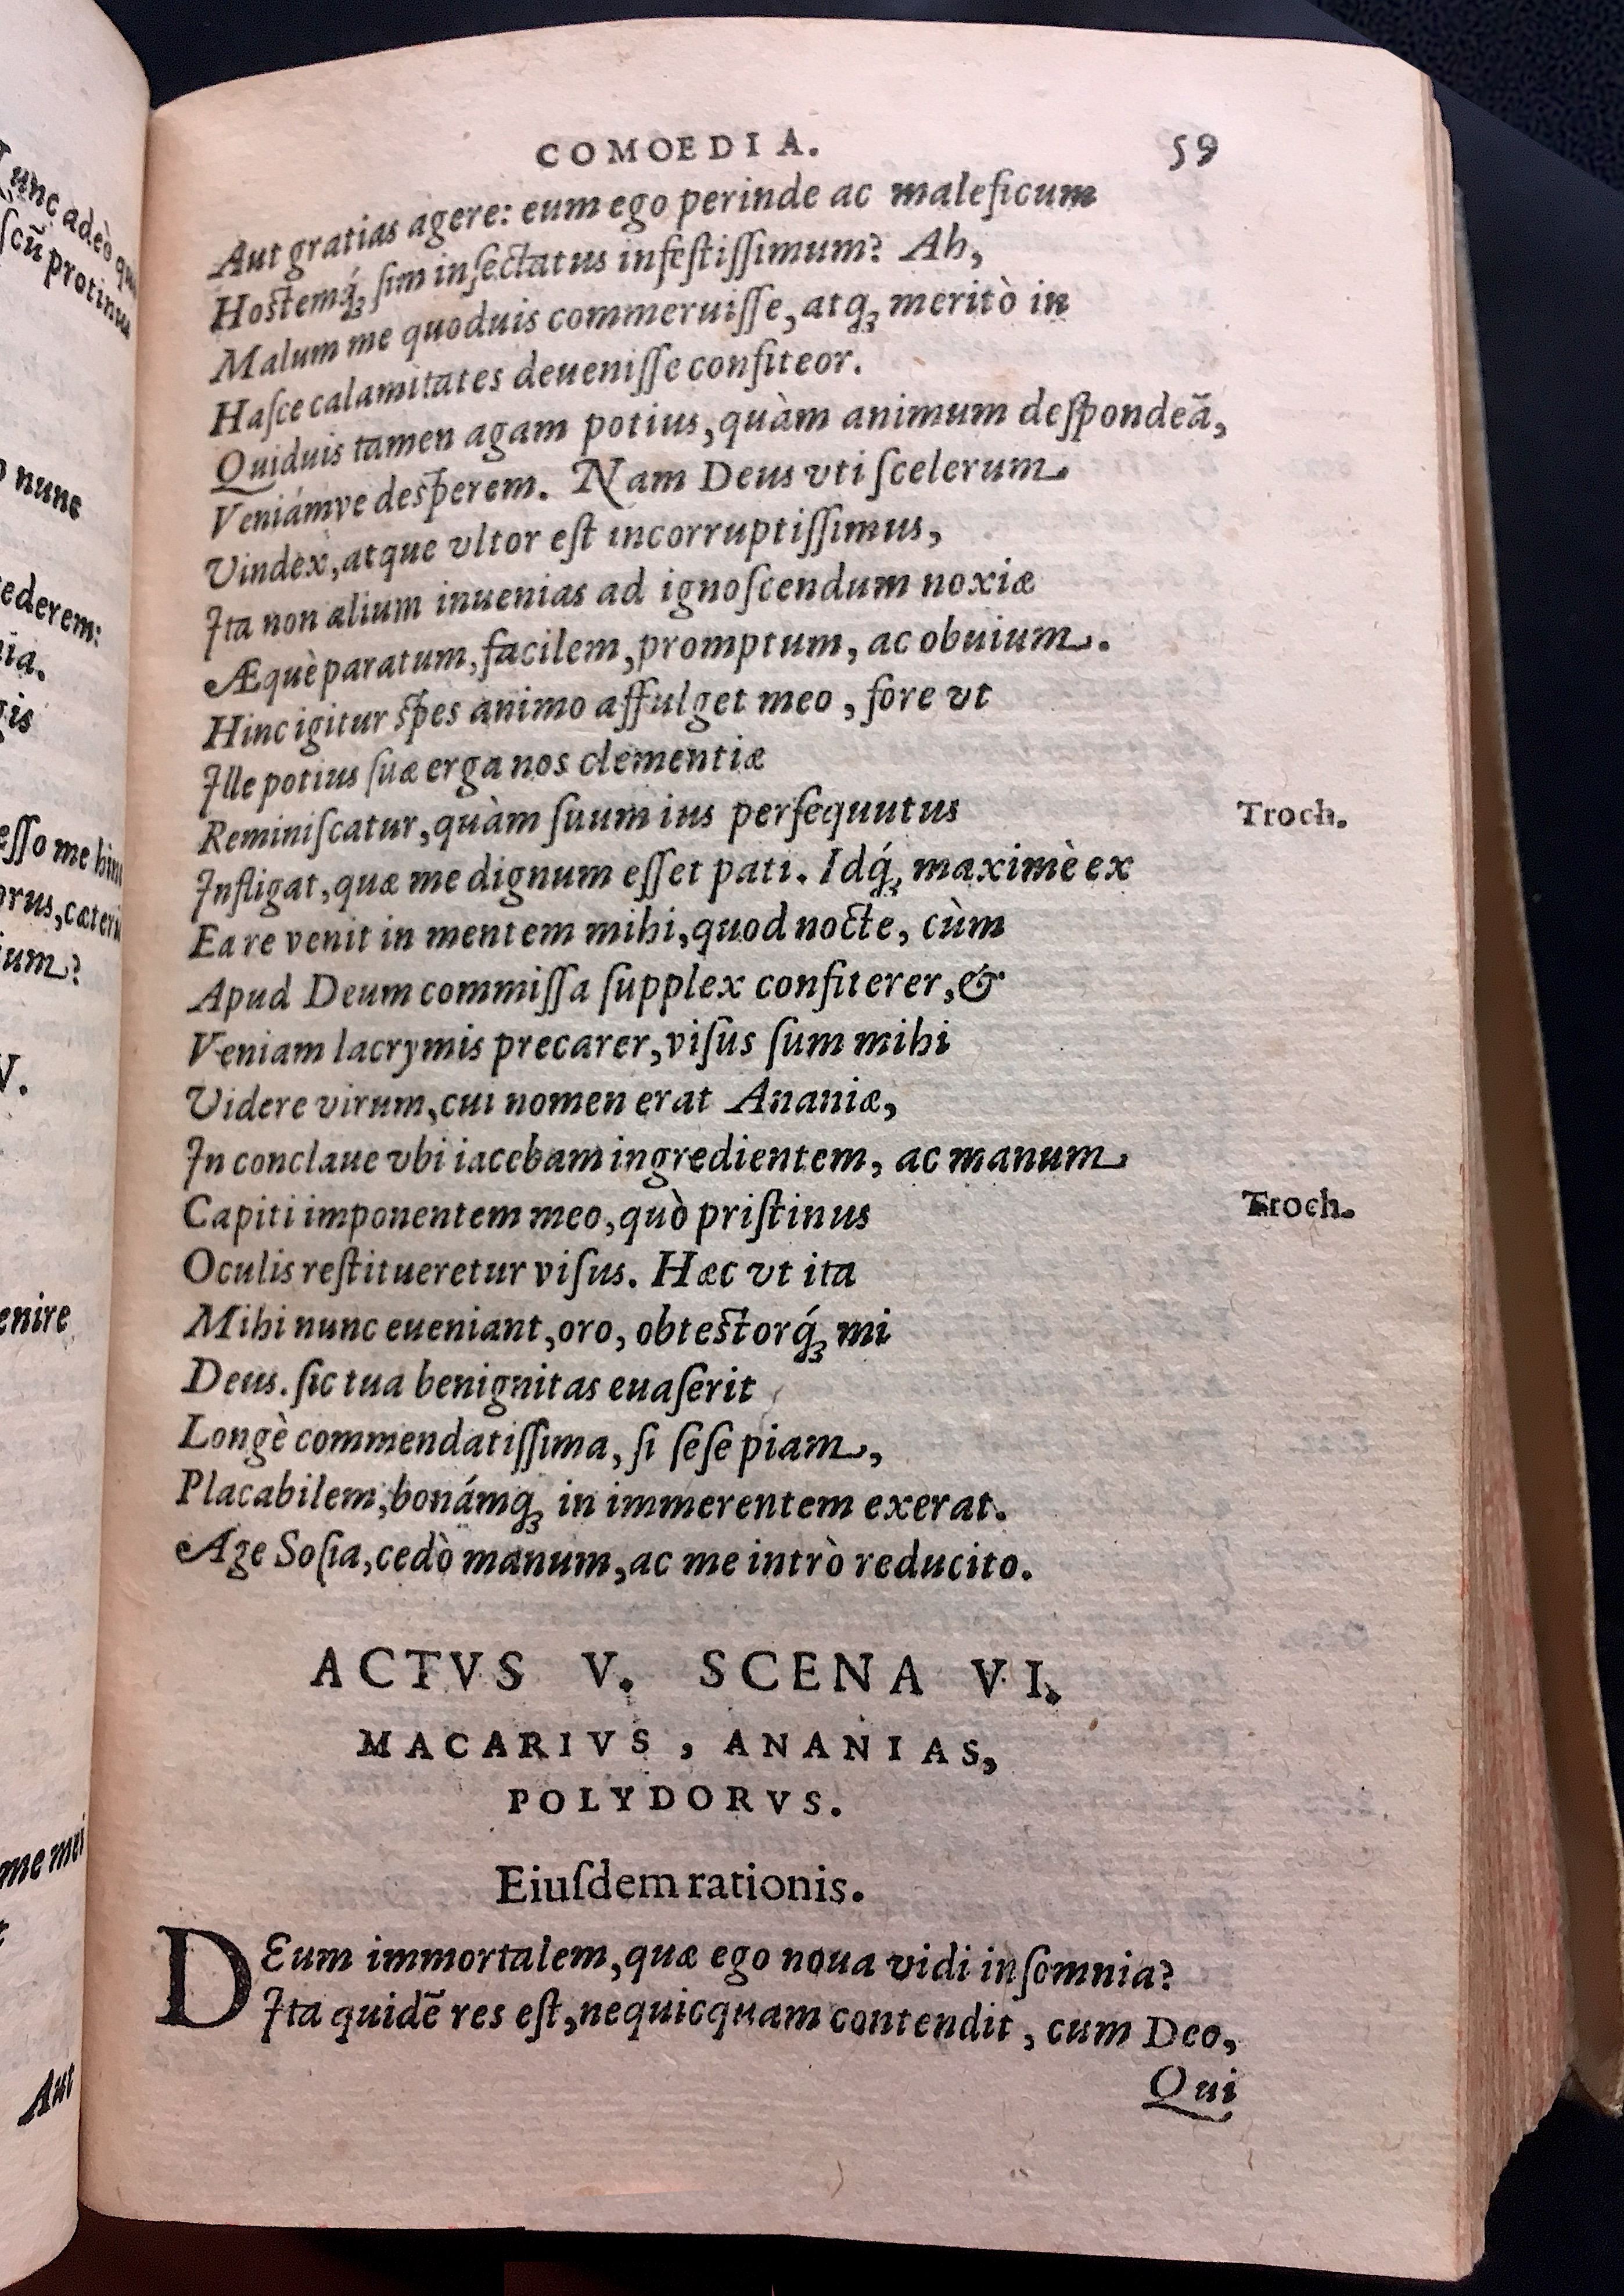 COMOEDIA. 59
Aut gratias agere: eum ego perinde ac maleficum
Hostemq́ꝫ sim insectatus infestissimum? Ah,
Malum me quoduis commeruisse, atqꝫ meritò in
Hasce calamitates deuenisse confiteor.
Quiduis tamen agam potius, quàm animum despondeã,
Veniámve desperem. Nam Deus vti scelerum
Vindex, atque vltor est incorruptissimus,
Ita non alium inuenias ad ignoscendum noxiæ
Æquè paratum, facilem, promptum, ac obuium.
Hinc igitur spes animo affulget meo, fore vt
Ille potius suæ erga nos clementiæ
Reminiscatur, quàm suum ius persequutus Troch.
Infligat, quæ me dignum esset pati. Idq́ꝫ maximè ex
Ea re venit in mentem mihi, quod nocte, cùm
Apud Deum commissa supplex confiterer, &
Veniam lacrymis precarer, visus sum mihi
Videre virum, cui nomen erat Ananiæ,
In conclaue vbi iacebam ingredientem, ac manum
Capiti imponentem meo, quò pristinus Troch.
Oculis restitueretur visus. Hæc vt ita
Mihi nunc eueniant, oro, obtestorq́ꝫ mi
Deus. sic tua benignitas euaserit
Longè commendatissima, si sese piam,
Placabilem, bonámqꝫ in immerentem exerat.
Age Sosia, cedò manum, ac me intrò reducito.
ACTVS V. SCENA VI.
MACARIVS, ANANIAS,
POLYDORVS.
Eiusdem rationis.
DEum immortalem, quæ ego noua vidi insomnia?
Ita quidẽ res est, nequicquam contendit, cum Deo,
Qui